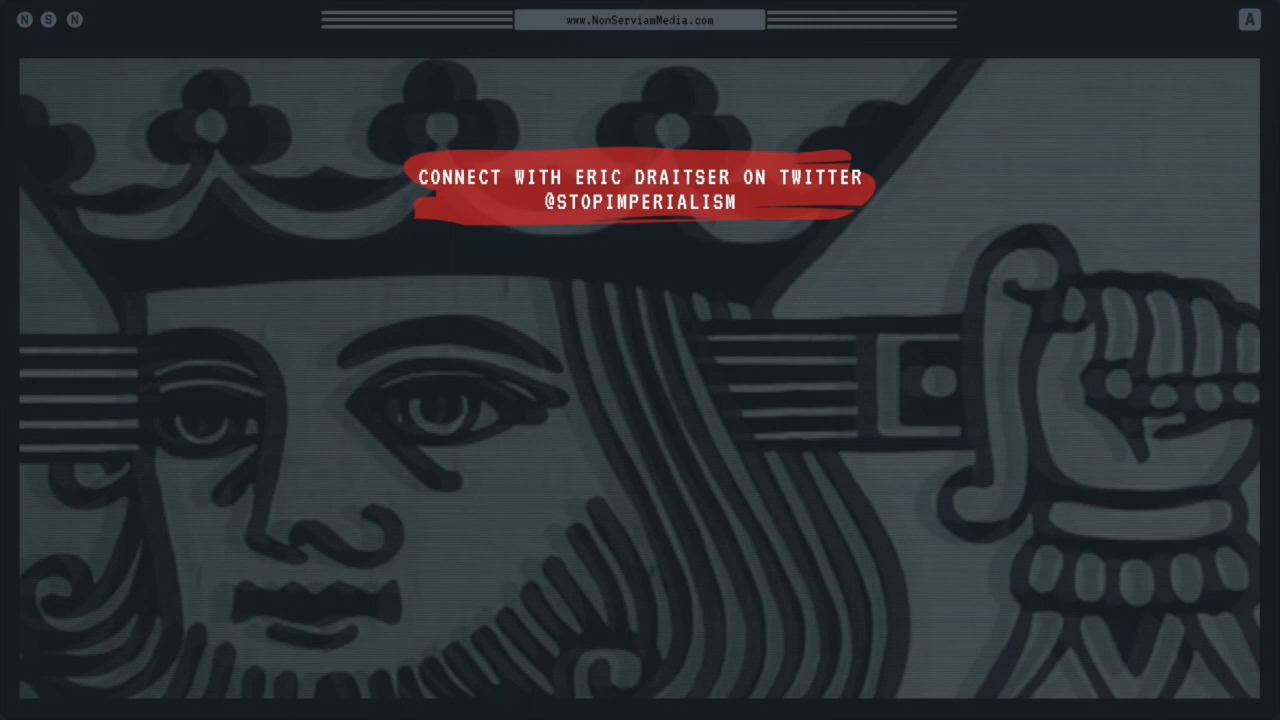 N S N
www.NonServiamMedia.com
A
CONNECT WITH ERIC DRAITSER ON TWITTER
@STOPIMPERIALISM